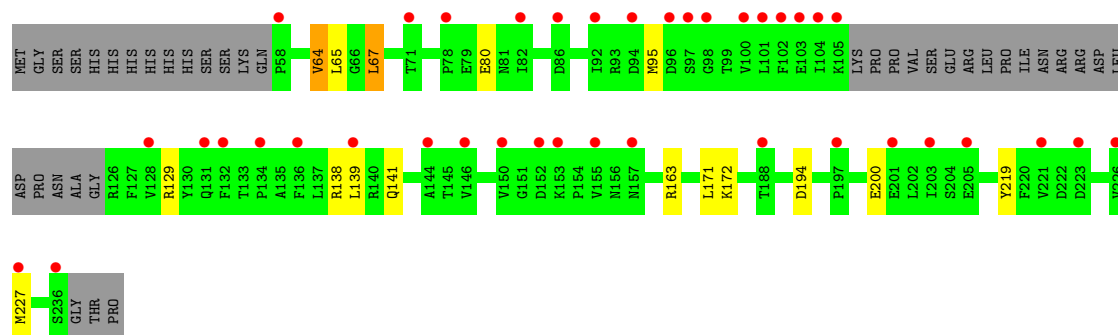 MET GLY SER SER HIS HIS HIS HIS HIS HIS SER SER LYS GLN P58 V64 L65 G66 L67 T71 P78 E79 E80 N81 I82 D86 I92 R93 D94 M95 D96 S97 G98 T99 V100 L101 F102 E103 I104 K105 LYS PRO PRO VAL SER GLU ARG LEU PRO ILE ASN ARG ARG ASP LEU
ASP PRO ASN ALA GLY R126 F127 V128 R129 Y130 Q131 F132 T133 P134 A135 F136 L137 R138 L139 R140 Q141 A144 T145 V146 V150 G151 D152 K153 P154 V155 N156 N157 R163 L171 K172 T188 D194 P197 E200 E201 L202 I203 S204 E205 Y219 F220 V221 D222 D223
M227 S236 GLY THR PRO